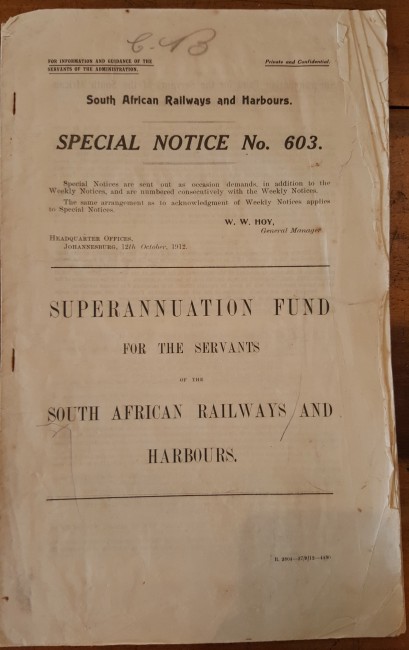 FOR INFORMATION AND GUIDANCE OF THE
SERVANTS OF THE ADMINISTRATION.
Private and Confidential.
South African Railways and Harbours.
SPECIAL NOTICE No. 603.
Special Notices are sent out as occasion demands, in addition to the
Weekly Notices, and are numbered consecutively with the Weekly Notices.
The same arrangement as to acknowledgment of Weekly Notices applies
to Special Notices.
W. W. HOY,
General Manager.
HEADQUARTER OFFICES,
JOHANNESBURG, 12th October, 1912.
SUPERANNUATION FUND
FOR THE SERVANTS
OF THE
SOUTH AFRICAN RAILWAYS AND
HARBOURS.